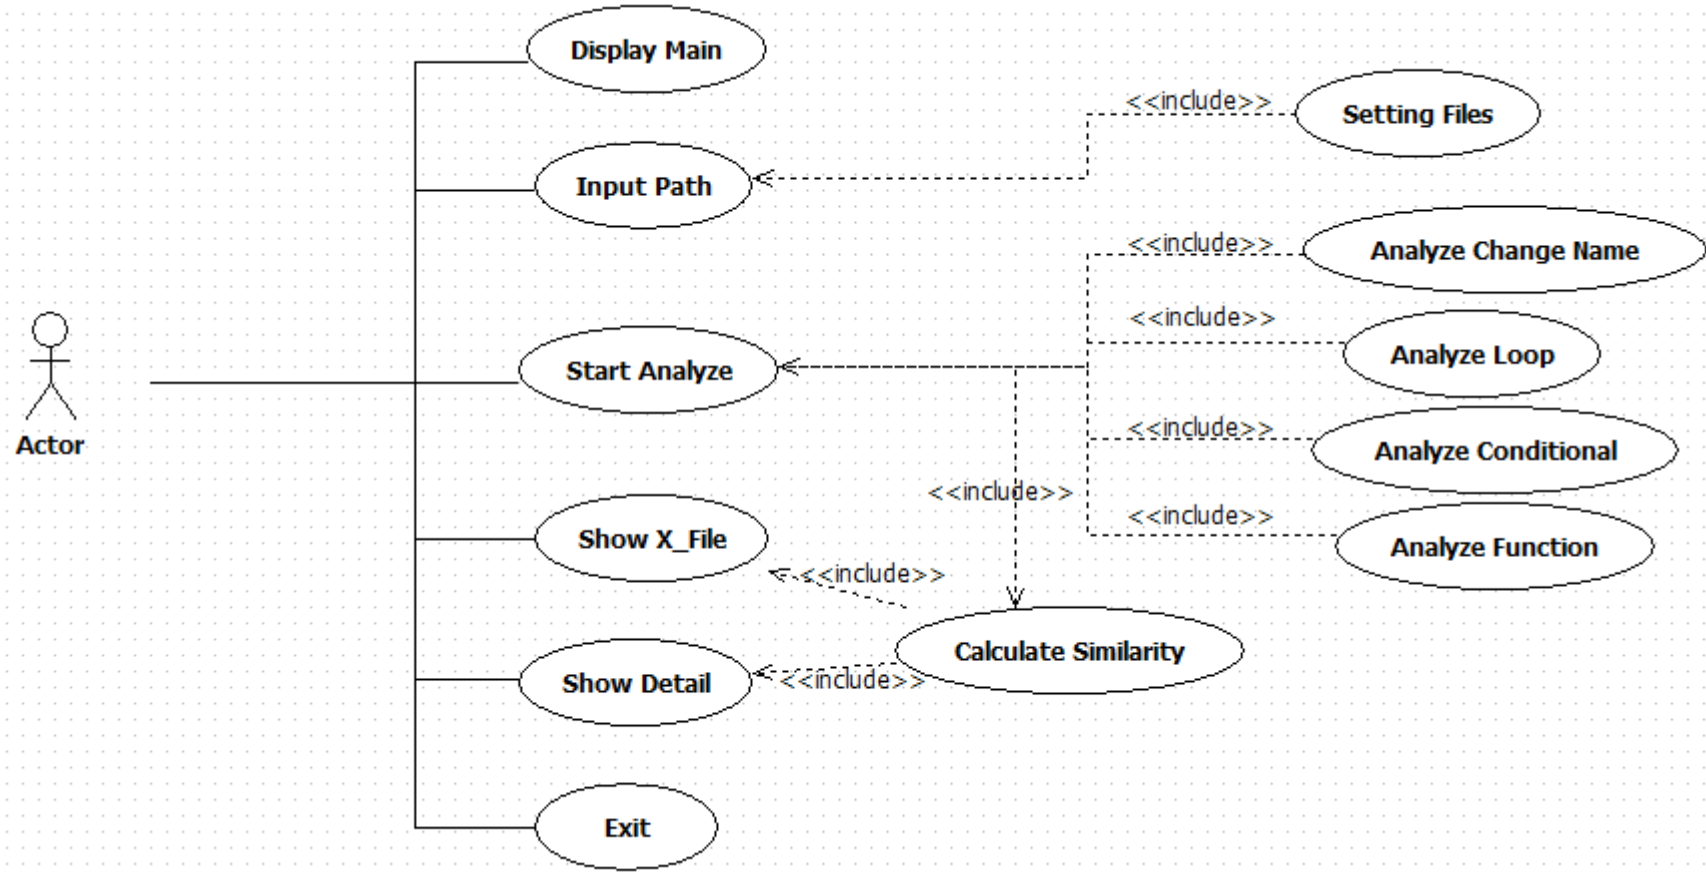 Display Main
<<include>>
Setting Files
Input Path
<<include>>
Analyze Change Name
<<include>>
Analyze Loop
Start Analyze
<<include>>
Analyze Conditional
Actor
<<include>>
<<include>>
Analyze Function
Show X_File
<<include>>
Calculate Similarity
Show Detail
<<include>>
Exit